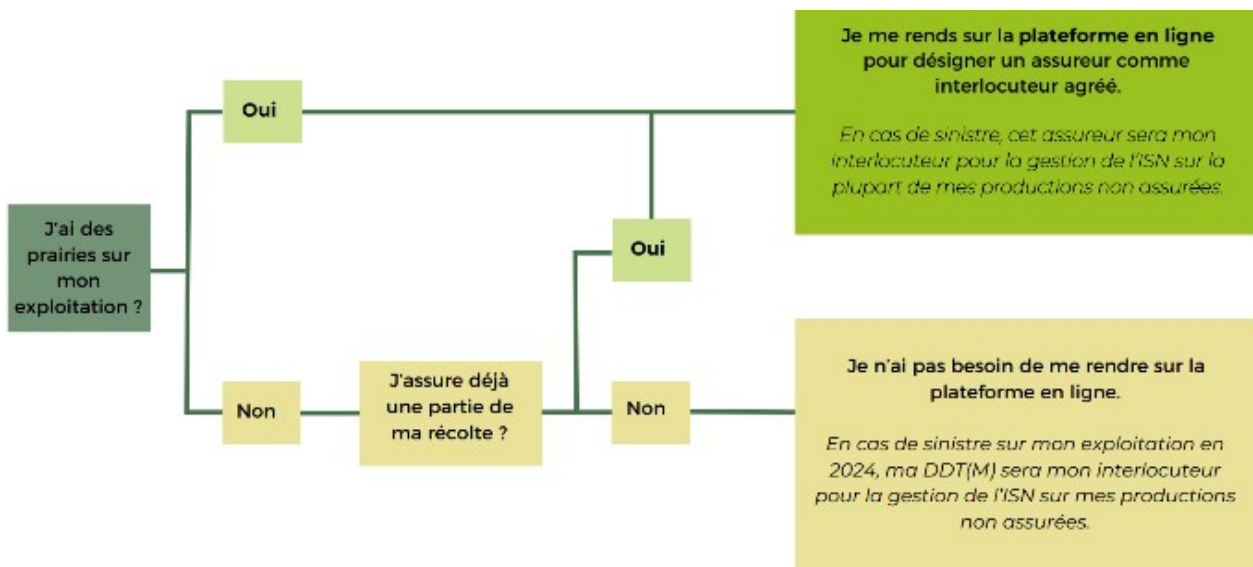 J'ai des
prairies sur
mon
exploitation ?
Oui
Non
J'assure déjà
une partie de
ma récolte ?
Oui
Non
Je me rends sur la plateforme en ligne
pour désigner un assureur comme
interlocuteur agréé.
En cas de sinistre, cet assureur sera mon
interlocuteur pour la gestion de l'ISN sur la
plupart de mes productions non assurées.
Je n'ai pas besoin de me rendre sur la
plateforme en ligne.
En cas de sinistre sur mon exploitation en
2024, ma DDT(M) sera mon interlocuteur
pour la gestion de l'ISN sur mes productions
non assurées.